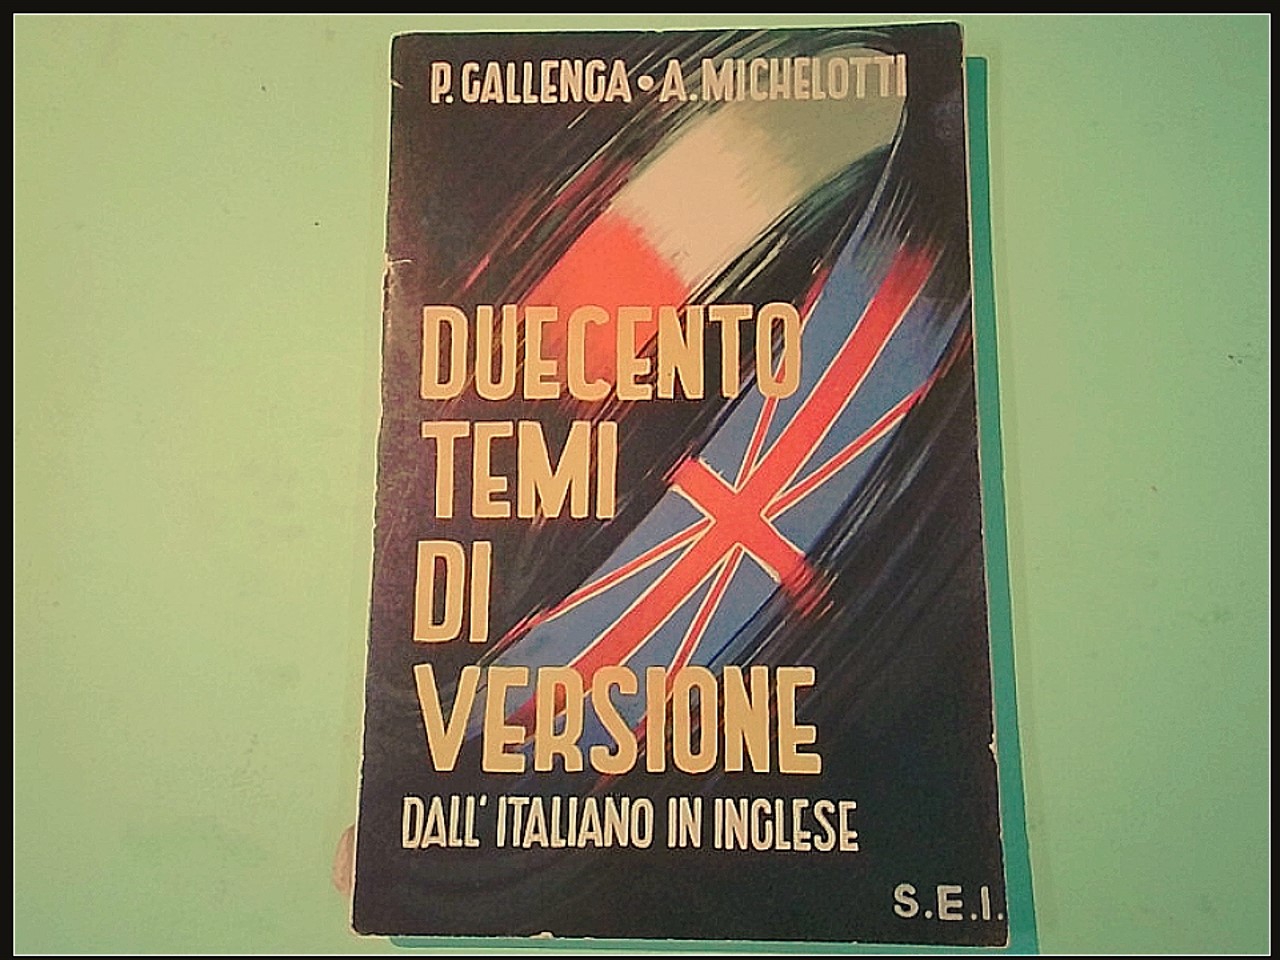 P. GALLENGA • A. MICHELOTTI
DUECENTO
TEMI
DI
VERSIONE
DALL' ITALIANO IN INGLESE
S.E.I.